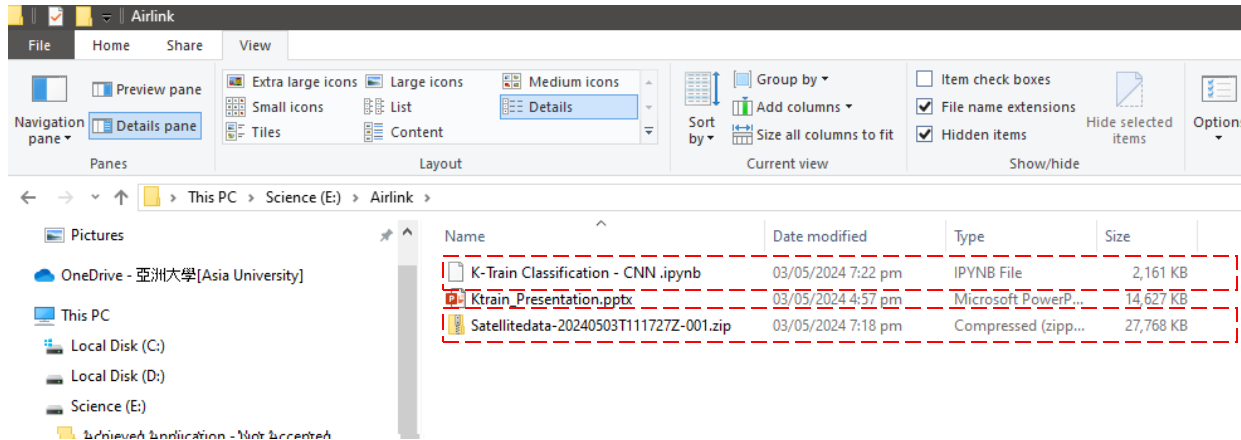 Airlink
File Home Share View
Navigation pane
Preview pane
Details pane
Panes
Extra large icons Large icons Medium icons
Small icons List Details
Tiles Content
Layout
Sort by
Group by
Add columns
Size all columns to fit
Current view
Item check boxes
File name extensions
Hidden items
Hide selected items
Show/hide
Option
This PC > Science (E:) > Airlink >
Pictures
OneDrive - 亞洲大學[Asia University]
This PC
Local Disk (C:)
Local Disk (D:)
Science (E:)
Achieved Application - Not Accepted
Name Date modified Type Size
K-Train Classification - CNN .ipynb 03/05/2024 7:22 pm IPYNB File 2,161 KB
Ktrain_Presentation.pptx 03/05/2024 4:57 pm Microsoft PowerP... 14,627 KB
Satellitedata-20240503T111727Z-001.zip 03/05/2024 7:18 pm Compressed (zipp... 27,768 KB